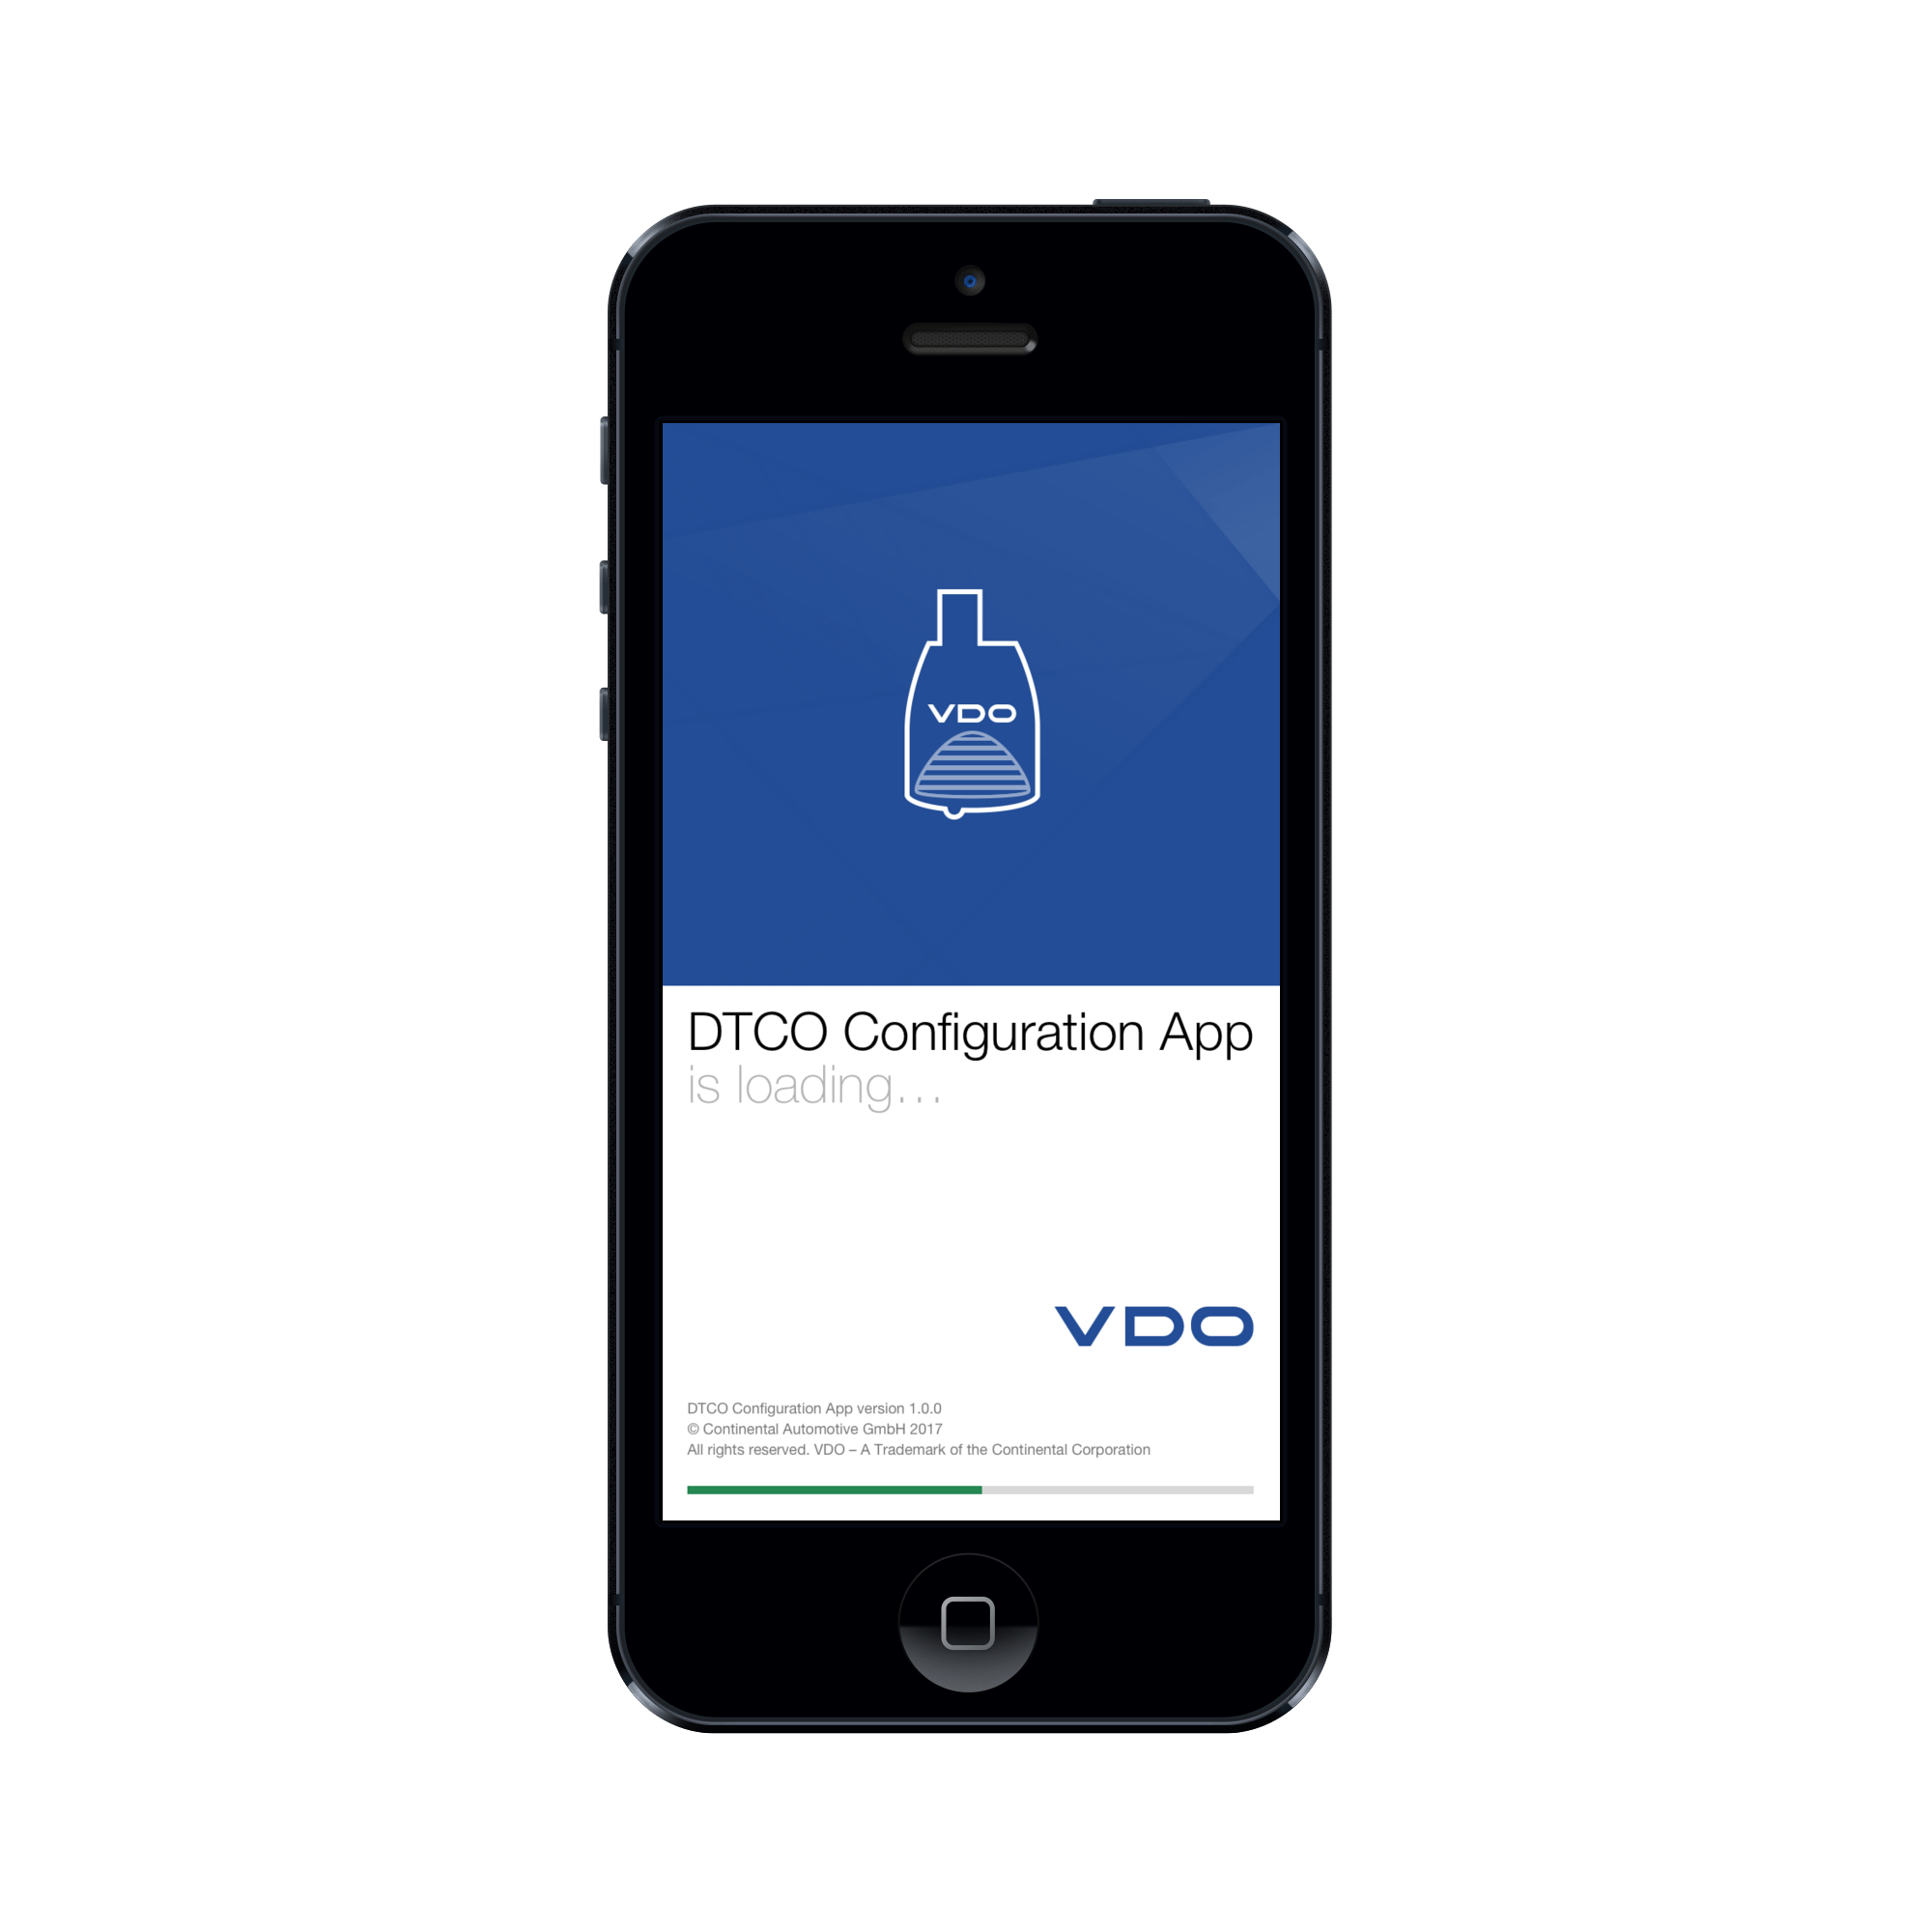 VDO
DTCO Configuration App
is loading...
VDO
DTCO Configuration App version 1.0.0
© Continental Automotive GmbH 2017
All rights reserved. VDO – A Trademark of the Continental Corporation